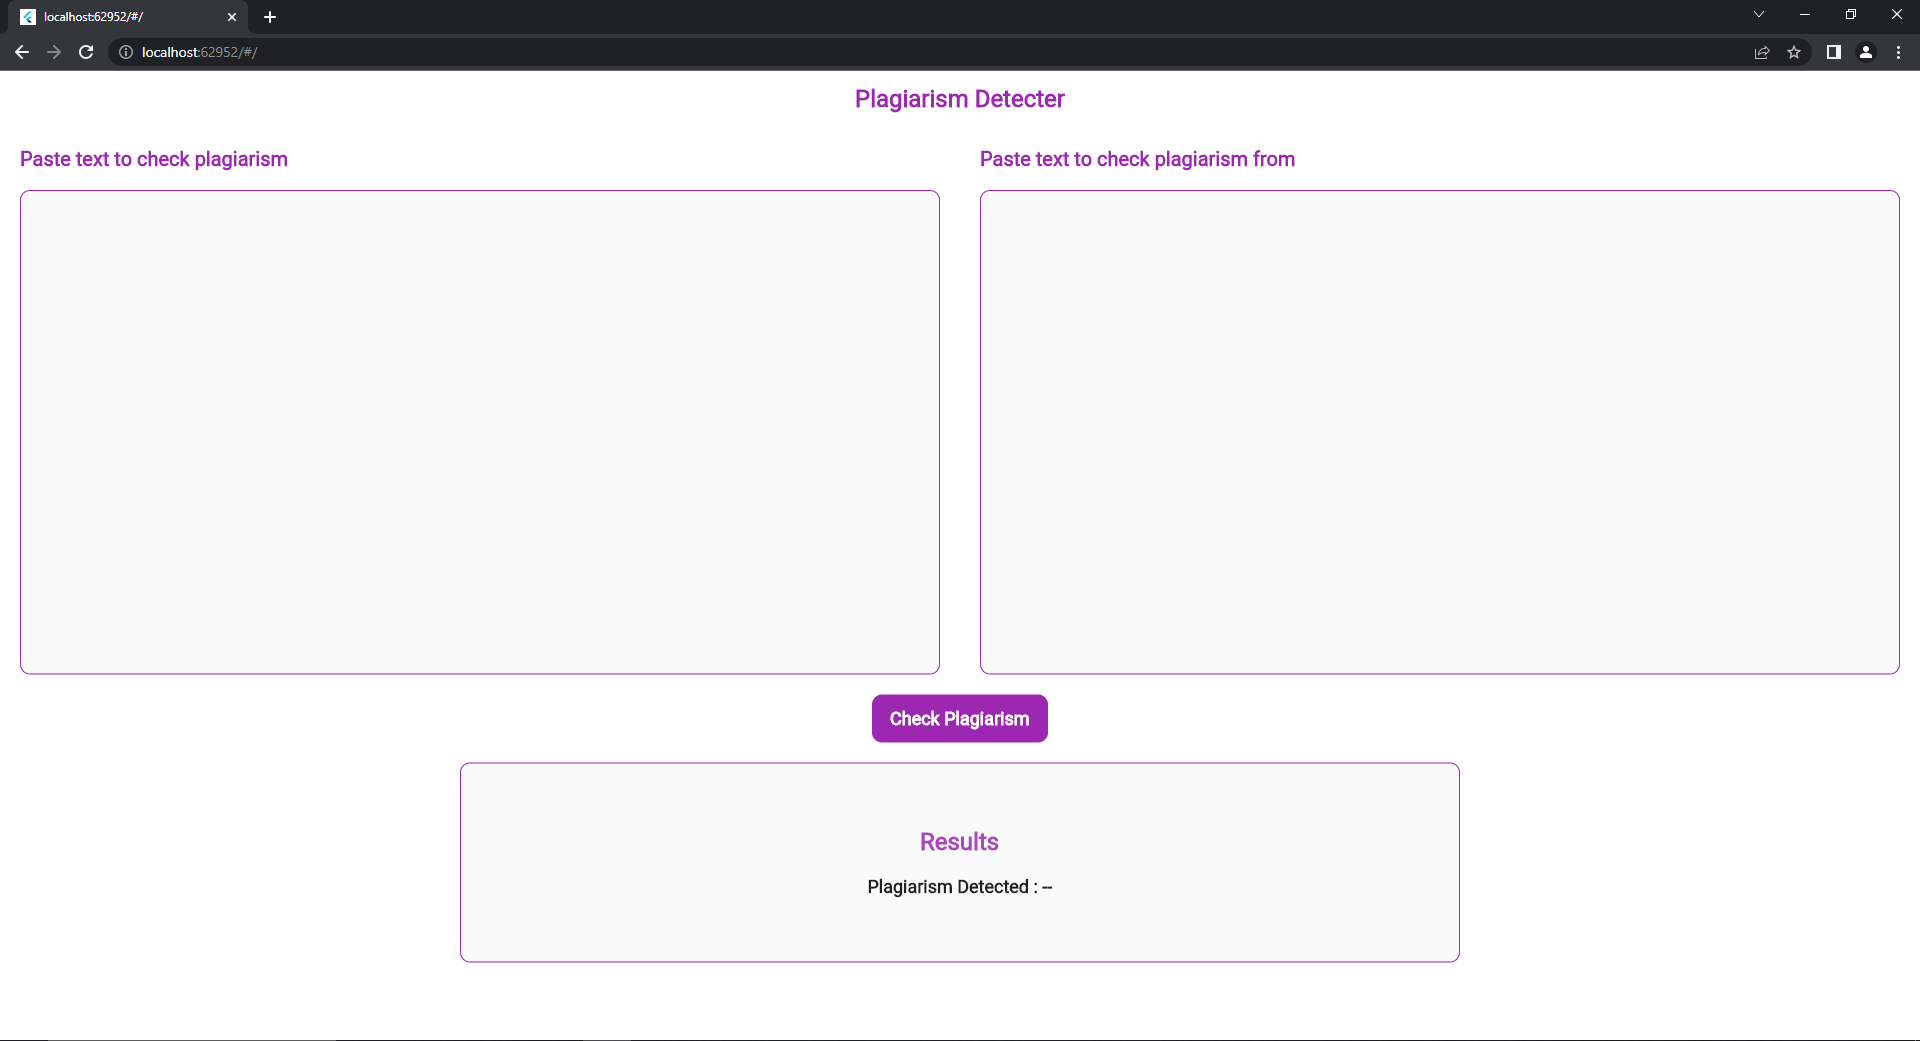 localhost:62952/#/
localhost:62952/#/
Plagiarism Detecter
Paste text to check plagiarism
Paste text to check plagiarism from
Check Plagiarism
Results
Plagiarism Detected : --